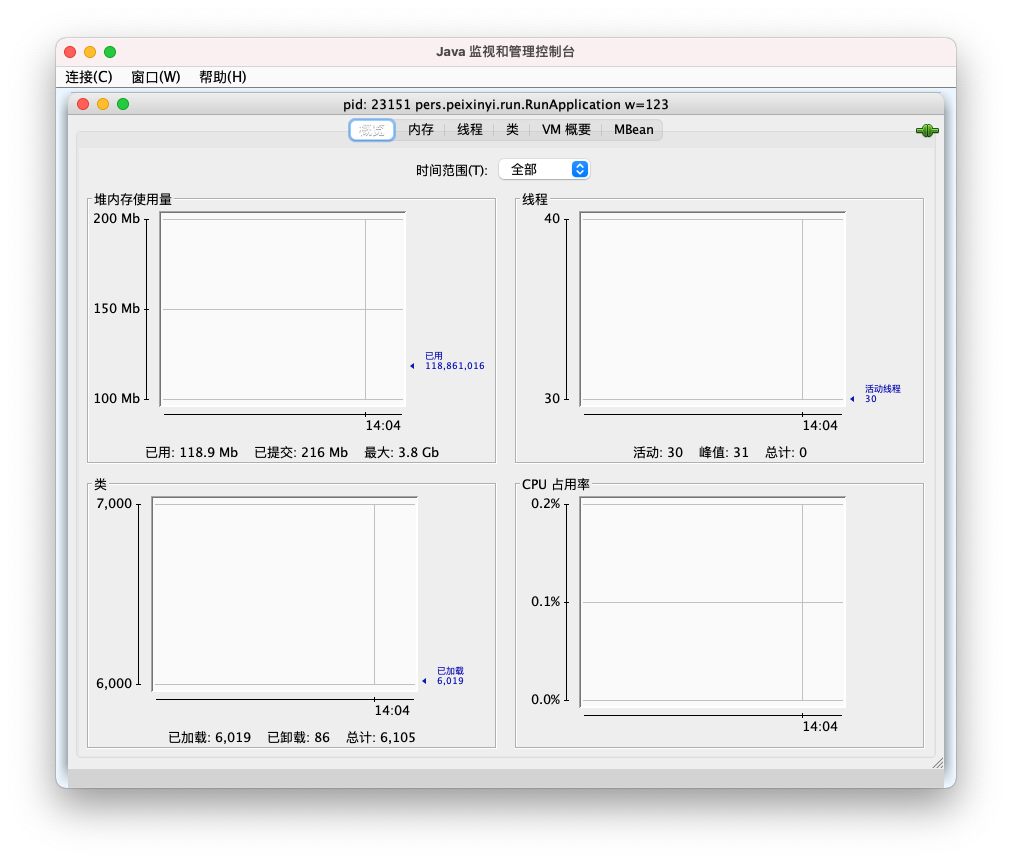 Java 监视和管理控制台
连接(C) 窗口(W) 帮助(H)
pid: 23151 pers.peixinyi.run.RunApplication w=123
概览 内存 线程 类 VM 概要 MBean
时间范围(T): 全部
堆内存使用量
200 Mb
150 Mb
100 Mb
已用
118,861,016
14:04
已用: 118.9 Mb 已提交: 216 Mb 最大: 3.8 Gb
线程
40
30
活动线程
30
14:04
活动: 30 峰值: 31 总计: 0
类
7,000
6,000
已加载
6,019
14:04
已加载: 6,019 已卸载: 86 总计: 6,105
CPU 占用率
0.2%
0.1%
0.0%
14:04